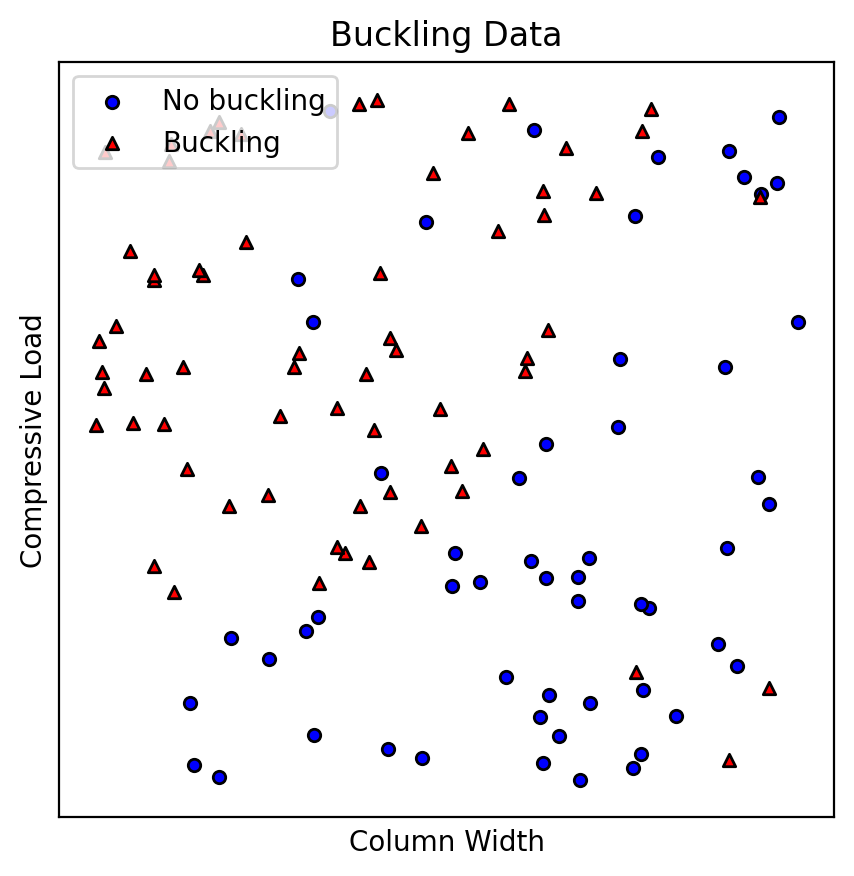 Buckling Data
No buckling
Buckling
Compressive Load
Column Width